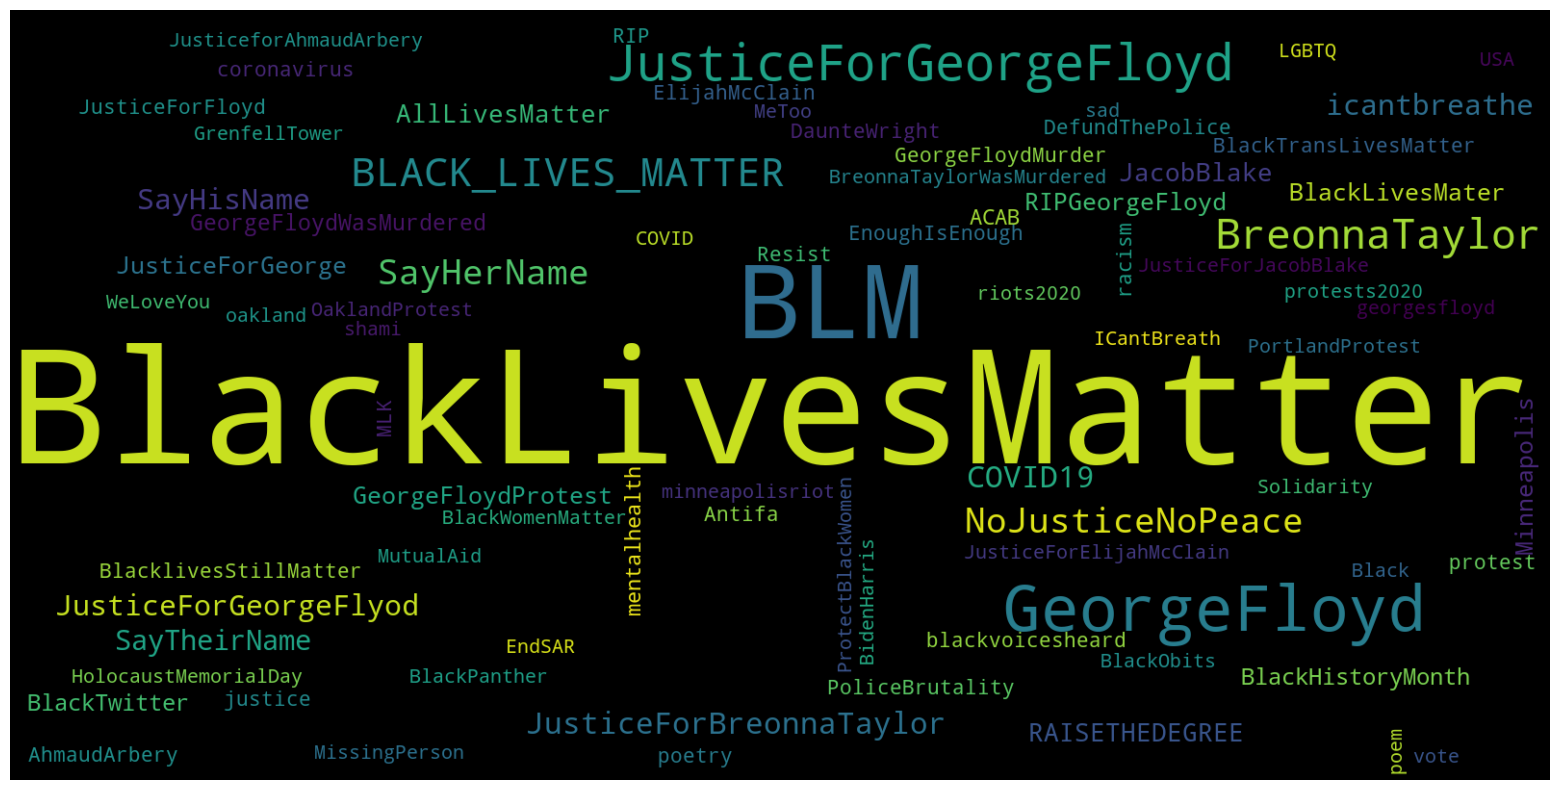 JusticeforAhmaudArbery
RIP
JusticeForGeorgeFloyd
LGBTQ
USA
coronavirus
ElijahMcClain
JusticeForFloyd
AllLivesMatter
MeToo
sad
icantbreathe
GrenfellTower
DaunteWright
DefundThePolice
BlackTransLivesMatter
BLACK_LIVES_MATTER
GeorgeFloydMurder
BreonnaTaylorWasMurdered
JacobBlake
SayHisName
RIPGeorgeFloyd
BlackLivesMater
GeorgeFloydWasMurdered
ACAB
COVID
EnoughIsEnough
racism
BreonnaTaylor
JusticeForGeorge
SayHerName
Resist
JusticeForJacobBlake
BLM
WeLoveYou
OaklandProtest
riots2020
protests2020
georgesfloyd
oakland
shami
ICantBreath
PortlandProtest
BlackLivesMatter
MLK
Minneapolis
COVID19
GeorgeFloydProtest
minneapolisriot
Solidarity
BlackWomenMatter
mentalhealth
Antifa
ProtectBlackWomen
NoJusticeNoPeace
MutualAid
BidenHarris
JusticeForElijahMcClain
protest
BlacklivesStillMatter
Black
JusticeForGeorgeFlyod
GeorgeFloyd
SayTheirName
EndSAR
blackvoicesheard
BlackObits
HolocaustMemorialDay
BlackPanther
BlackHistoryMonth
PoliceBrutality
BlackTwitter
justice
JusticeForBreonnaTaylor
RAISETHEDEGREE
AhmaudArbery
MissingPerson
poetry
poem
vote